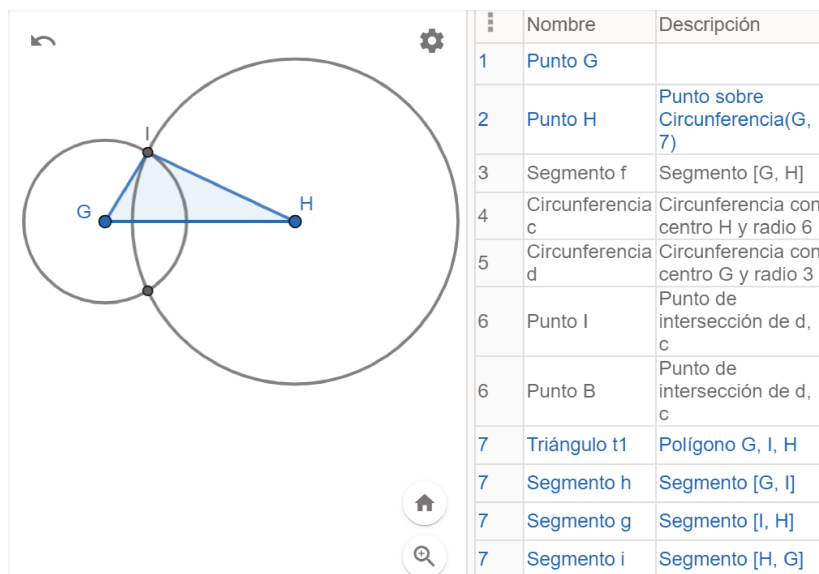 Nombre Descripción
1 Punto G
2 Punto H Punto sobre
Circunferencia(G,
7)
3 Segmento f Segmento [G, H]
4 Circunferencia c Circunferencia con
centro H y radio 6
5 Circunferencia d Circunferencia con
centro G y radio 3
6 Punto I Punto de
intersección de d,
c
6 Punto B Punto de
intersección de d,
c
7 Triángulo t1 Polígono G, I, H
7 Segmento h Segmento [G, I]
7 Segmento g Segmento [I, H]
7 Segmento i Segmento [H, G]
I
G
H